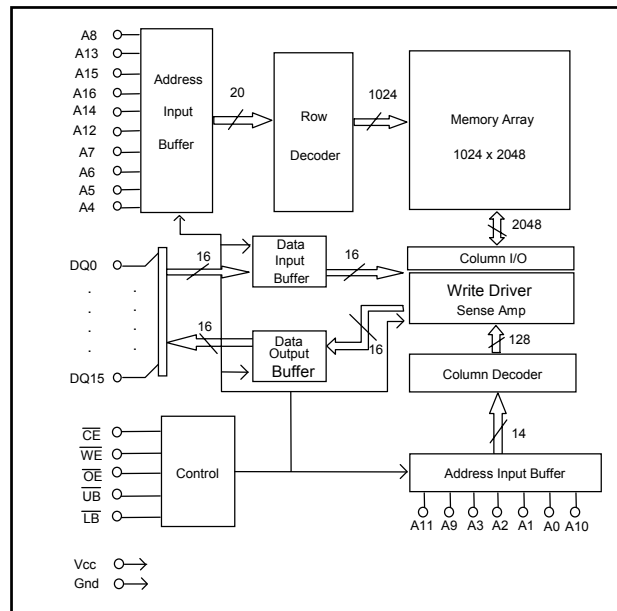 A8
A13
A15
A16
A14
A12
A7
A6
A5
A4
Address
Input
Buffer
20
Row
Decoder
1024
Memory Array
1024 x 2048
2048
DQ0
DQ15
16
Data
Input
Buffer
16
Column I/O
Write Driver
Sense Amp
16
Data
Output
Buffer
16
128
Column Decoder
14
CE
WE
OE
UB
LB
Control
Address Input Buffer
A11 A9 A3 A2 A1 A0 A10
Vcc
Gnd